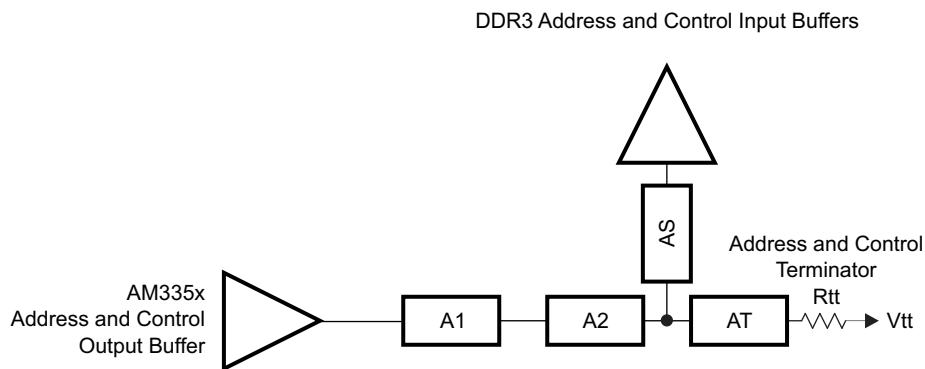 DDR3 Address and Control Input Buffers
AS
Address and Control
Terminator
Rtt
AM335x
Address and Control
Output Buffer
A1
A2
AT
Vtt